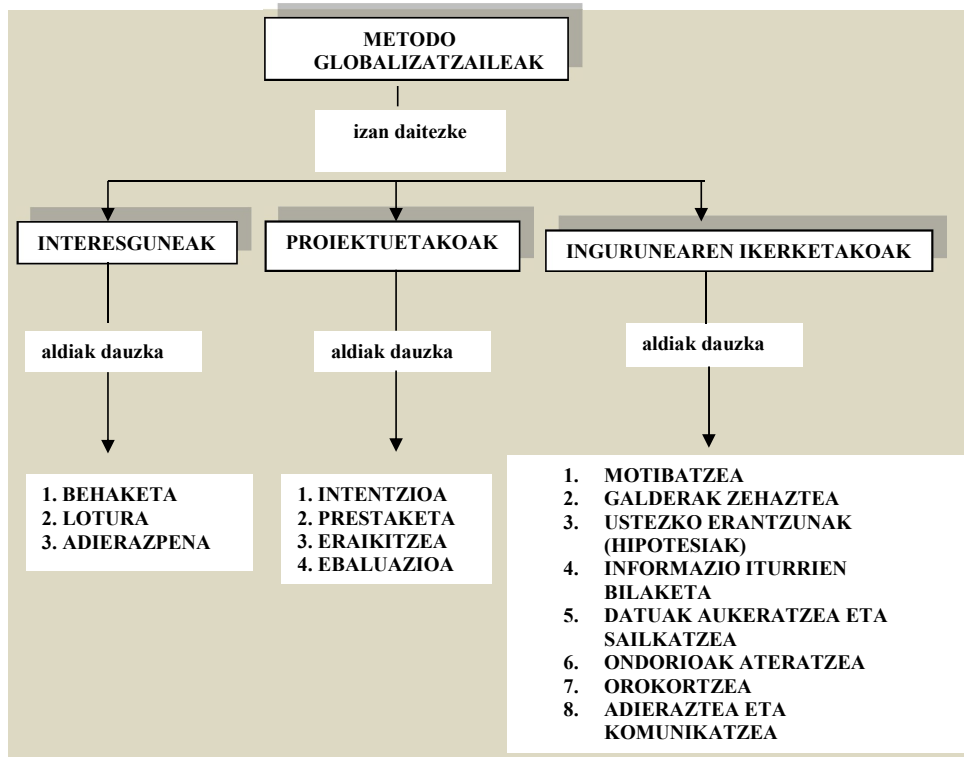 METODO
GLOBALIZATZAILEAK
izan daitezke
INTERESGUNEAK
PROIEKTUETAKOAK
INGURUNEAREN IKERKETAKOAK
aldiak dauzka
aldiak dauzka
aldiak dauzka
1. BEHAKETA
2. LOTURA
3. ADIERAZPENA
1. INTENTZIOA
2. PRESTAKETA
3. ERAIKITZEA
4. EBALUAZIOA
1. MOTIBATZEA
2. GALDERAK ZEHAZTEA
3. USTEZKO ERANTZUNAK
(HIPOTESIAK)
4. INFORMAZIO ITURRIEN
BILAKETA
5. DATUAK AUKERATZEA ETA
SAILKATZEA
6. ONDORIOAK ATERATZEA
7. OROKORTZEA
8. ADIERAZTEA ETA
KOMUNIKATZEA